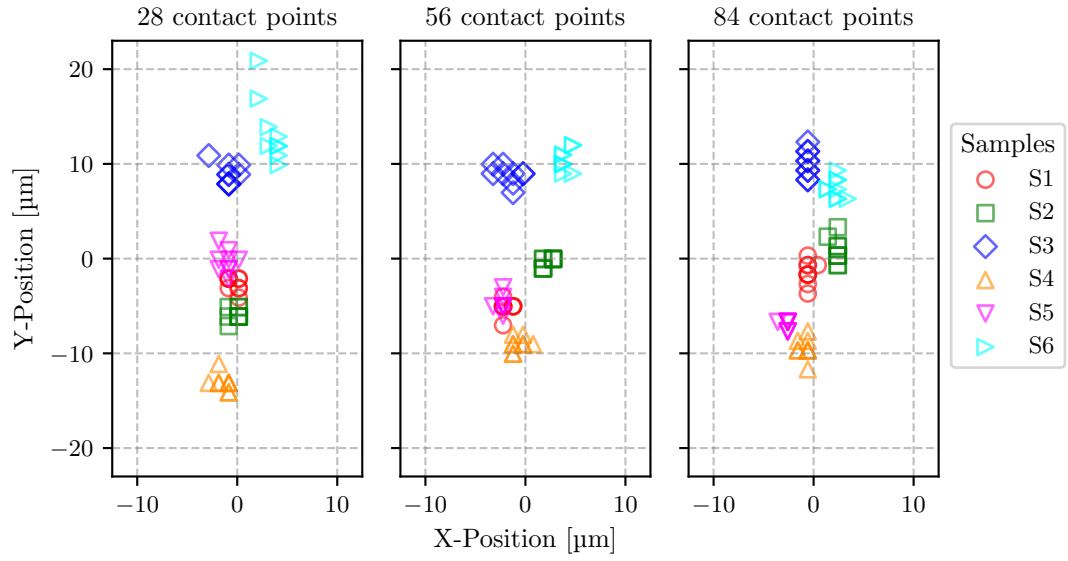 28 contact points 56 contact points 84 contact points
20
10
0
−10
−20
Y-Position [µm]
−10 0 10 −10 0 10 −10 0 10
X-Position [µm]
Samples
S1
S2
S3
S4
S5
S6